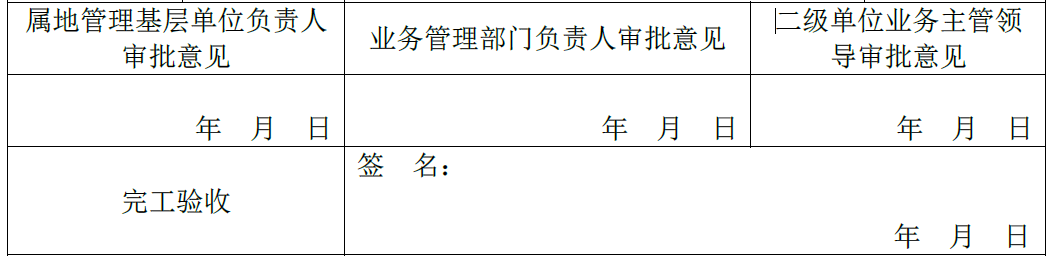 属地管理基层单位负责人
审批意见
业务管理部门负责人审批意见
二级单位业务主管领
导审批意见
年 月 日
年 月 日
年 月 日
完工验收
签 名：
年 月 日